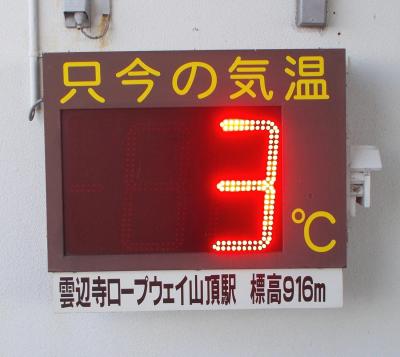 只今の気温
3
℃
雲辺寺ロープウェイ山頂駅 標高916m